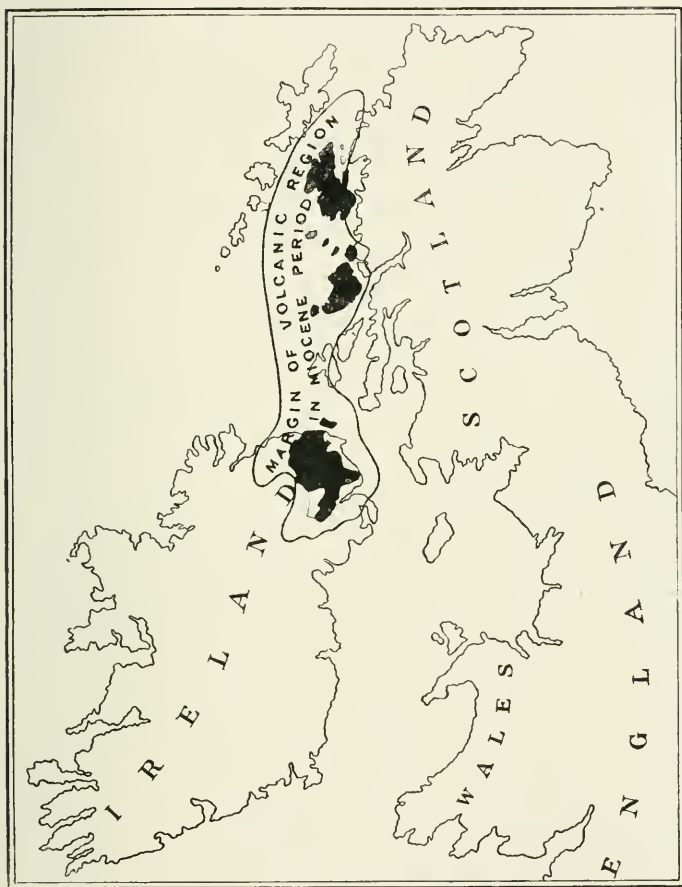 MARGIN OF VOLCANIC REGION
IN MIOCENE PERIOD
IRELAND
SCOTLAND
WALES
ENGLAND